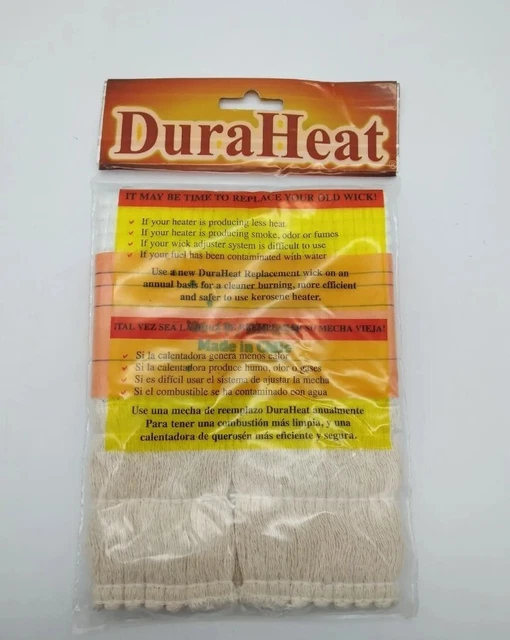 DuraHeat
IT MAY BE TIME TO REPLACE YOUR OLD WICK!
If your heater is producing less heat
If your heater is producing smoke, odor or fumes
If your wick adjuster system is difficult to use
If your fuel has been contaminated with water
Use a new DuraHeat Replacement wick on an
annual basis for a cleaner burning, more efficient
and safer to use kerosene heater.
¡TAL VEZ SEA MECHA VIEJA!
Made in
Si la calentadora genera menos calor
Si la calentadora produce humo, olor o gases
Si es difícil usar el sistema de ajustar la mecha
Si el combustible se ha contaminado con agua
Use una mecha de reemplazo DuraHeat anualmente
Para tener una combustión más limpia, y una
calentadora de querosén más eficiente y segura.